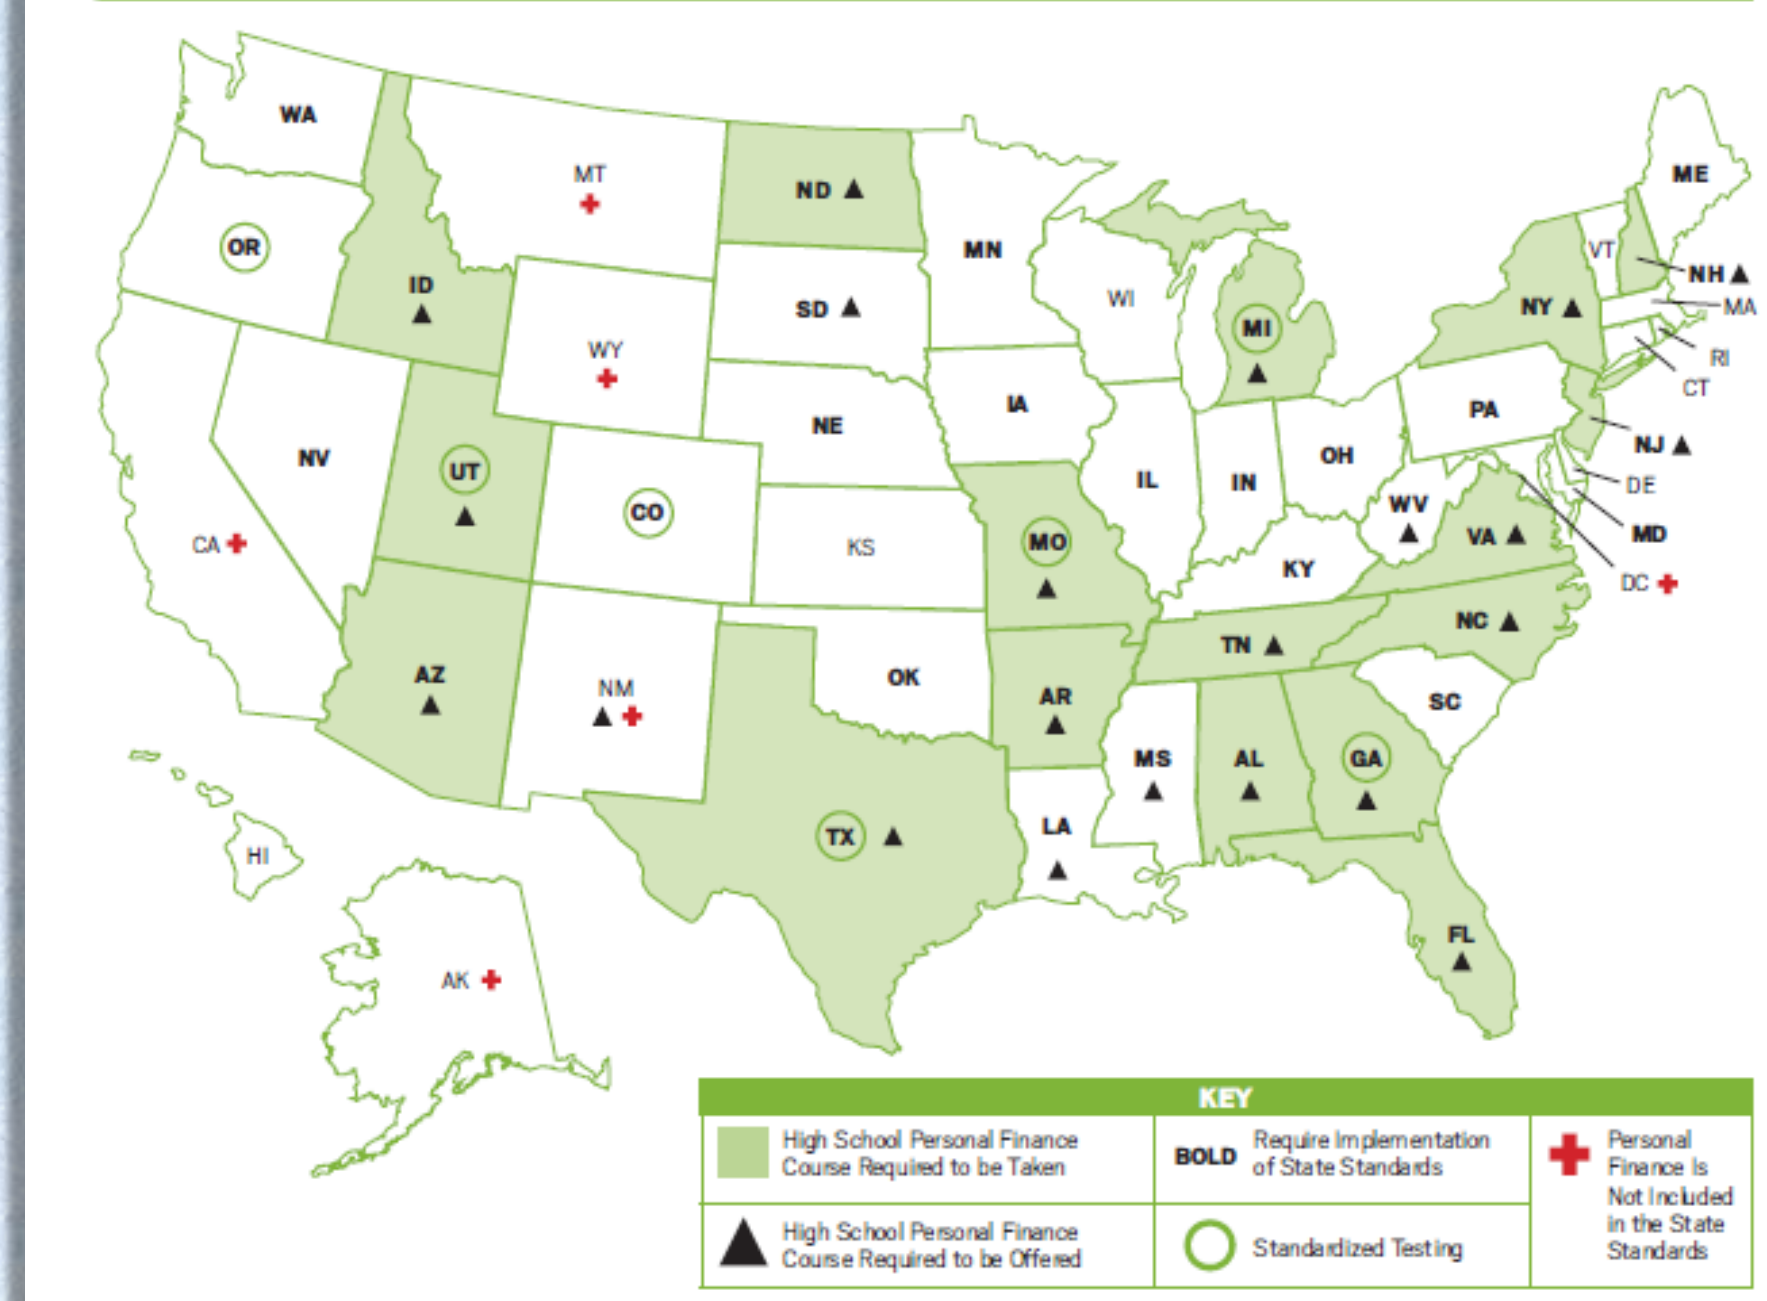 WA
MT
ND
ME
OR
MN
VT
ID
NH
WI
NY
MA
SD
MI
WY
RI
CT
IA
PA
NE
NJ
OH
NV
UT
IL
IN
DE
WV
CO
MO
VA
MD
CA
KS
KY
DC
NC
TN
AZ
NM
OK
AR
SC
MS
AL
GA
LA
TX
HI
FL
AK
KEY
High School Personal Finance
Course Required to be Taken
BOLD
Require Implementation
of State Standards
Personal
Finance Is
Not Included
in the State
Standards
High School Personal Finance
Course Required to be Offered
Standardized Testing